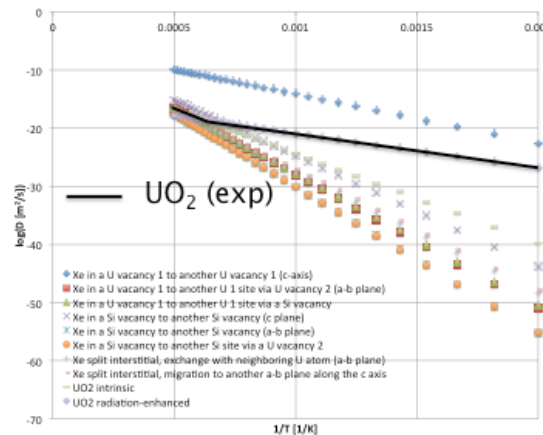 0 0.0005 0.001 0.0015 0.00
0
-10
-20
-30
-40
-50
-60
-70
log(D [m²/s]
UO₂ (exp)
Xe in a U vacancy 1 to another U vacancy 1 (c-axis)
Xe in a U vacancy 1 to another U 1 site via U vacancy 2 (a-b plane)
Xe in a U vacancy 1 to another U 1 site via a Si vacancy
Xe in a Si vacancy to another Si vacancy (c plane)
Xe in a Si vacancy to another Si vacancy (a-b plane)
Xe in a Si vacancy to another Si site via a U vacancy 2
Xe split interstitial, exchange with neighboring U atom (a-b plane)
Xe split interstitial, migration to another a-b plane along the c axis
UO2 intrinsic
UO2 radiation-enhanced
1/T [1/K]